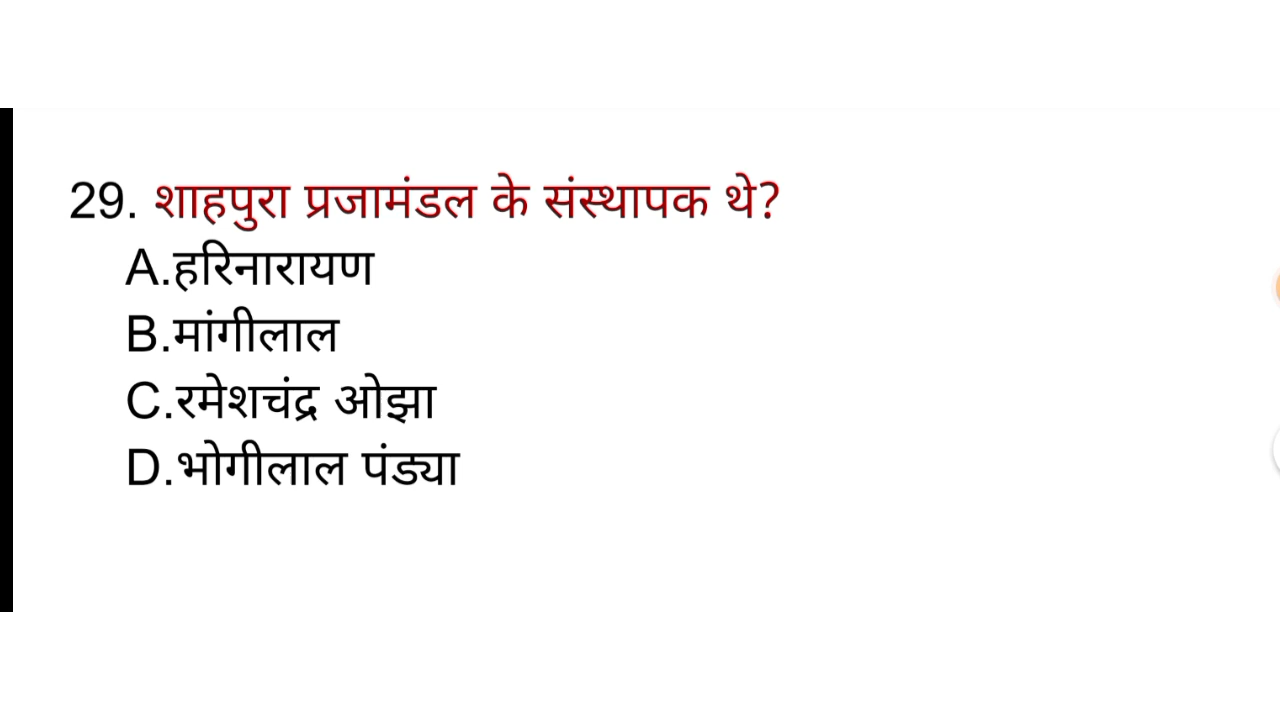 29. शाहपुरा प्रजामंडल के संस्थापक थे?
A.हरिनारायण
B.मांगीलाल
C.रमेशचंद्र ओझा
D.भोगीलाल पंड्या